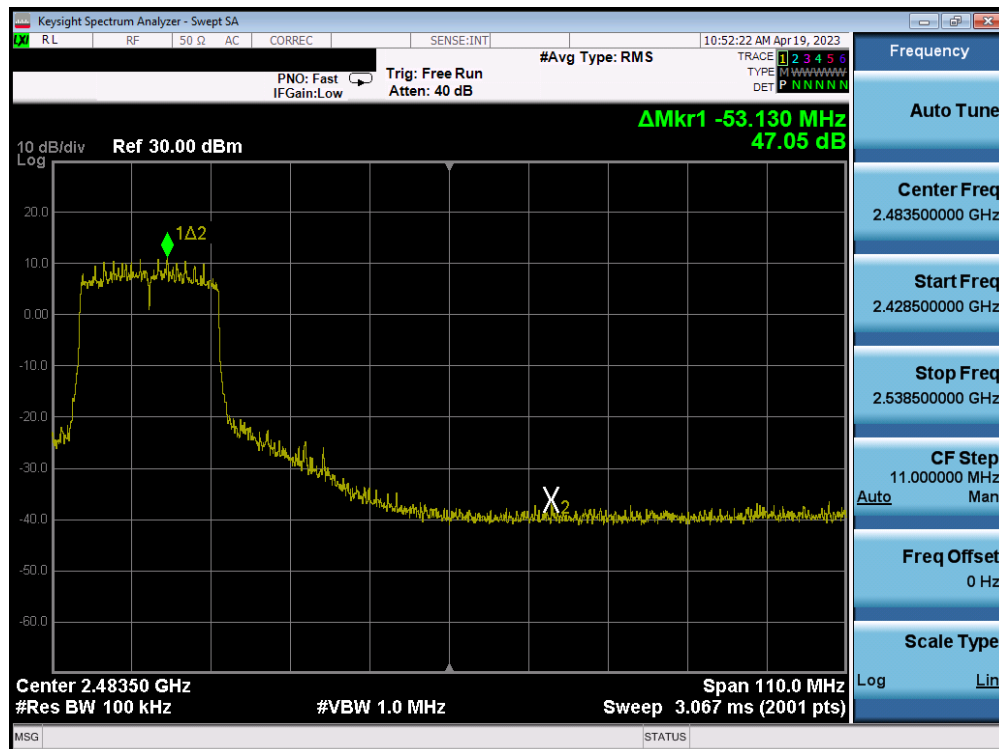 Keysight Spectrum Analyzer - Swept SA
LXI RL RF 50 Ω AC CORREC SENSE:INT 10:52:22 AM Apr 19, 2023
Frequency
#Avg Type: RMS
TRACE 1 2 3 4 5 6
PNO: Fast Trig: Free Run
TYPE M WWWWW
IFGain:Low Atten: 40 dB
DET P N N N N N
Auto Tune
ΔMkr1 -53.130 MHz
47.05 dB
10 dB/div Ref 30.00 dBm
Log
20.0
10.0
0.00
-10.0
-20.0
-30.0
-40.0
-50.0
-60.0
1Δ2
X2
Center Freq
2.483500000 GHz
Start Freq
2.428500000 GHz
Stop Freq
2.538500000 GHz
CF Step
11.000000 MHz
Auto Man
Freq Offset
0 Hz
Scale Type
Log Lin
Center 2.48350 GHz Span 110.0 MHz
#Res BW 100 kHz #VBW 1.0 MHz Sweep 3.067 ms (2001 pts)
MSG STATUS